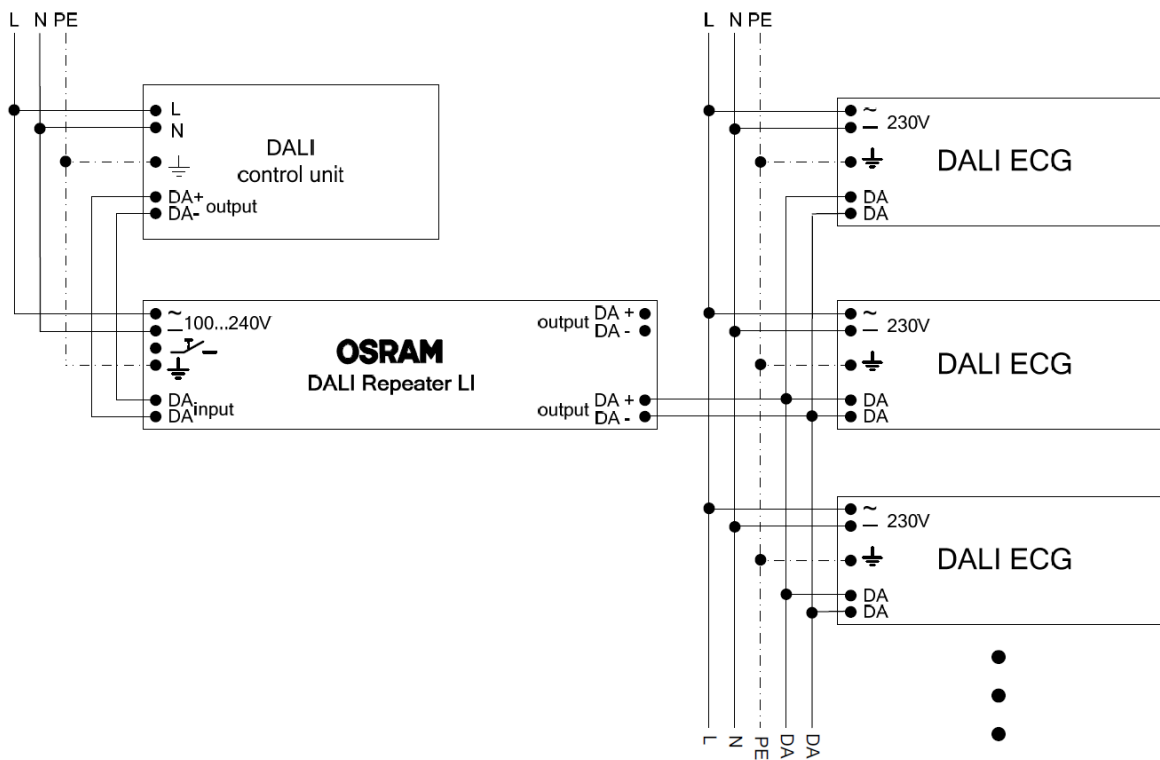 L N PE
L
N
DALI
control unit
DA+
DA-
output
~
100...240V
OSRAM
DALI Repeater LI
DA
DA
input
output
DA +
DA -
output
DA +
DA -
L N PE
~
230V
DALI ECG
DA
DA
~
230V
DALI ECG
DA
DA
~
230V
DALI ECG
DA
DA
L N PE DA DA